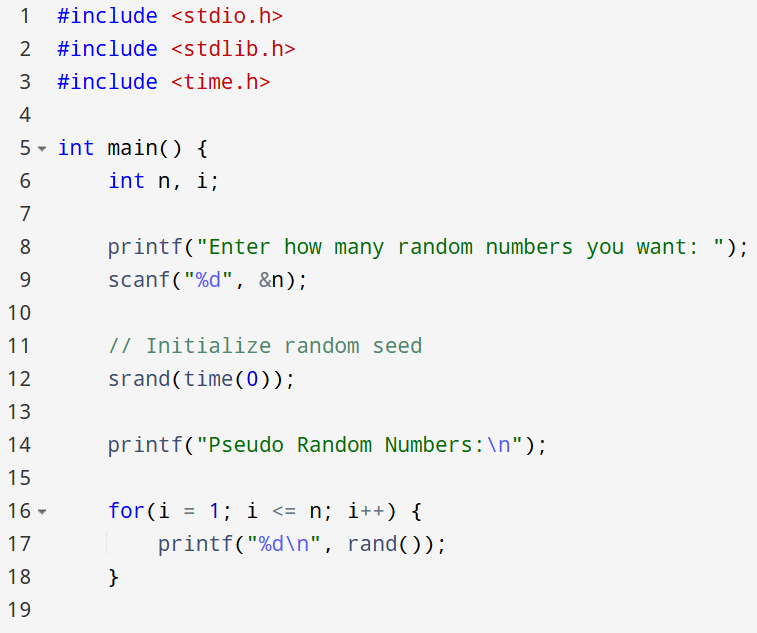 1 #include <stdio.h>
2 #include <stdlib.h>
3 #include <time.h>
4
5 int main() {
6     int n, i;
7
8     printf("Enter how many random numbers you want: ");
9     scanf("%d", &n);
10
11     // Initialize random seed
12     srand(time(0));
13
14     printf("Pseudo Random Numbers:\n");
15
16     for(i = 1; i <= n; i++) {
17         printf("%d\n", rand());
18     }
19